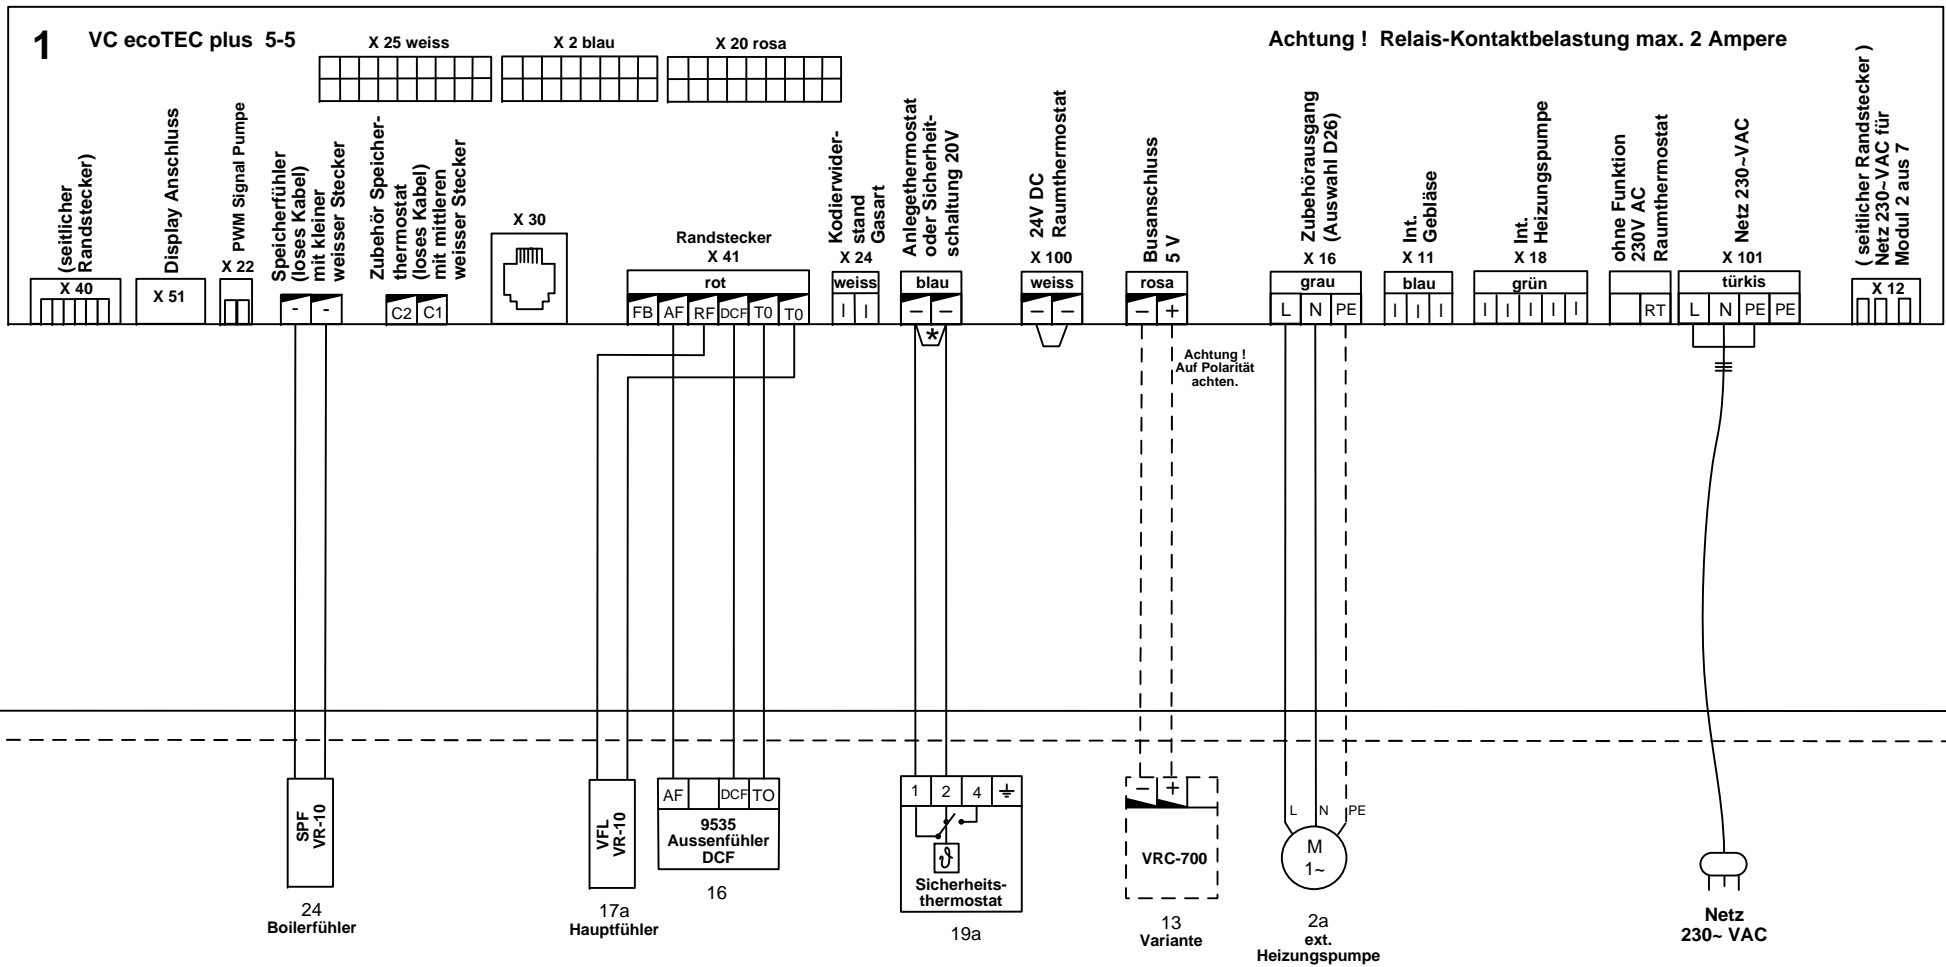 1
VC ecoTEC plus 5-5
X 25 weiss
X 2 blau
X 20 rosa
Achtung ! Relais-Kontaktbelastung max. 2 Ampere
(seitlicher
Randstecker)
X 40
Display Anschluss
X 51
PWM Signal Pumpe
X 22
Speicherfühler
(loses Kabel)
mit kleiner
weisser Stecker
- -
Zubehör Speicher-
thermostat
(loses Kabel)
mit mittleren
weisser Stecker
C2 C1
X 30
Randstecker
X 41
rot
FB AF RF DCF T0 T0
Kodierwider-
stand
Gasart
X 24
weiss
I I
Anlegethermostat
oder Sicherheit-
schaltung 20V
blau
– –
*
24V DC
Raumthermostat
X 100
weiss
– –
Busanschluss
5 V
rosa
– +
Achtung !
Auf Polarität
achten.
Zubehörausgang
(Auswahl D26)
X 16
grau
L N PE
Int.
Gebläse
X 11
blau
I I I
Int.
Heizungspumpe
X 18
grün
I I I I I
ohne Funktion
230V AC
Raumthermostat
RT
Netz 230~VAC
X 101
türkis
L N PE PE
( seitlicher Randstecker )
Netz 230~VAC für
Modul 2 aus 7
X 12
SPF
VR-10
24
Boilerfühler
VFL
VR-10
17a
Hauptfühler
AF DCF TO
9535
Aussenfühler
DCF
16
1 2 4
ϑ
Sicherheits-
thermostat
19a
– +
VRC-700
13
Variante
L N PE
M
1~
2a
ext.
Heizungspumpe
Netz
230~ VAC